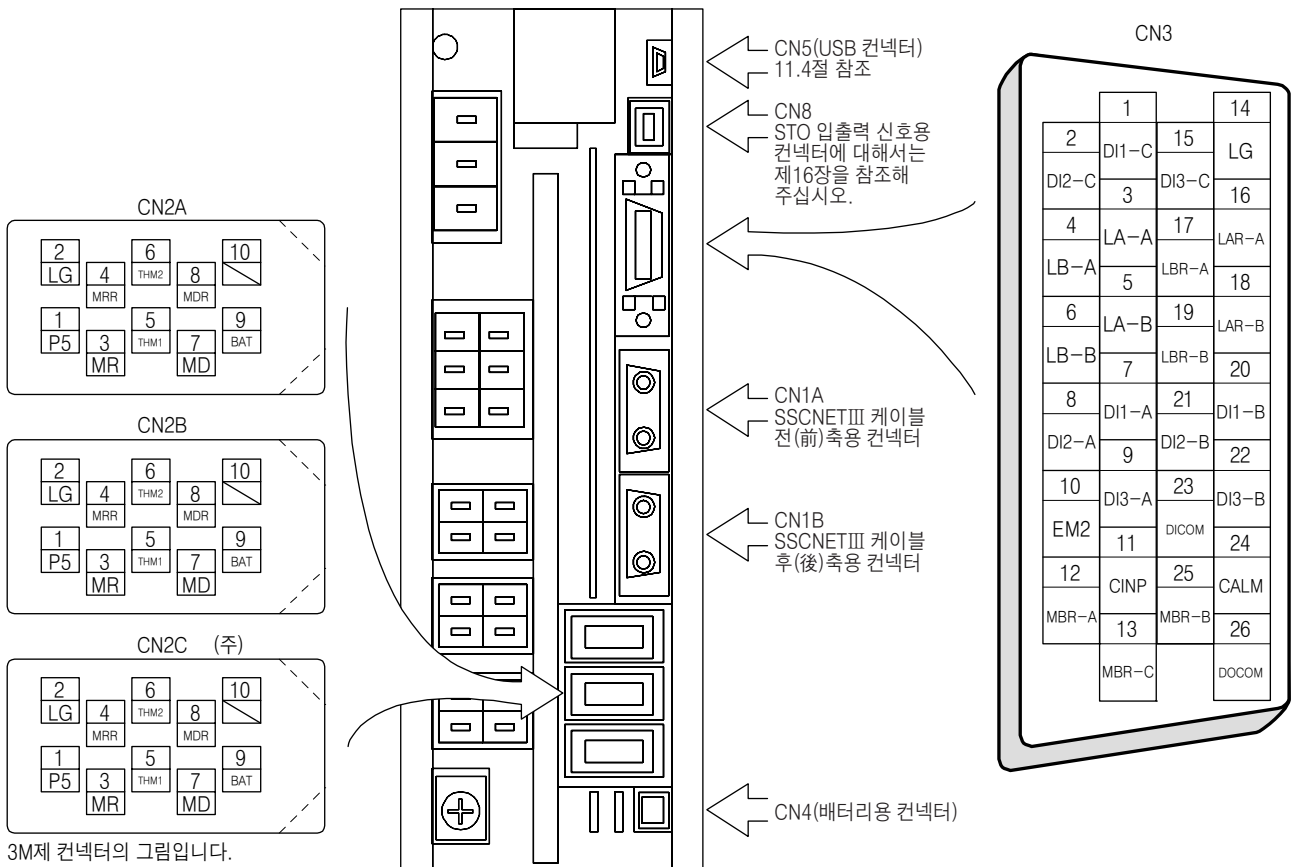 CN5(USB 컨넥터)
11.4절 참조
CN8
STO 입출력 신호용
컨넥터에 대해서는
제16장을 참조해
주십시오.
CN3
1 14
2 DI1-C 15 LG
DI2-C 3 DI3-C 16
4 LA-A 17 LAR-A
LB-A 5 LBR-A 18
6 LA-B 19 LAR-B
LB-B 7 LBR-B 20
8 DI1-A 21 DI1-B
DI2-A 9 DI2-B 22
10 DI3-A 23 DI3-B
EM2 11 DICOM 24
12 CINP 25 CALM
MBR-A 13 MBR-B 26
MBR-C DOCOM
CN2A
2 6 10
LG 4 THM2 8
MRR MDR
1 5 9
P5 3 THM1 7 BAT
MR MD
CN2B
2 6 10
LG 4 THM2 8
MRR MDR
1 5 9
P5 3 THM1 7 BAT
MR MD
CN2C (주)
2 6 10
LG 4 THM2 8
MRR MDR
1 5 9
P5 3 THM1 7 BAT
MR MD
3M제 컨넥터의 그림입니다.
CN1A
SSCNETⅢ 케이블
전(前)축용 컨넥터
CN1B
SSCNETⅢ 케이블
후(後)축용 컨넥터
CN4(배터리용 컨넥터)